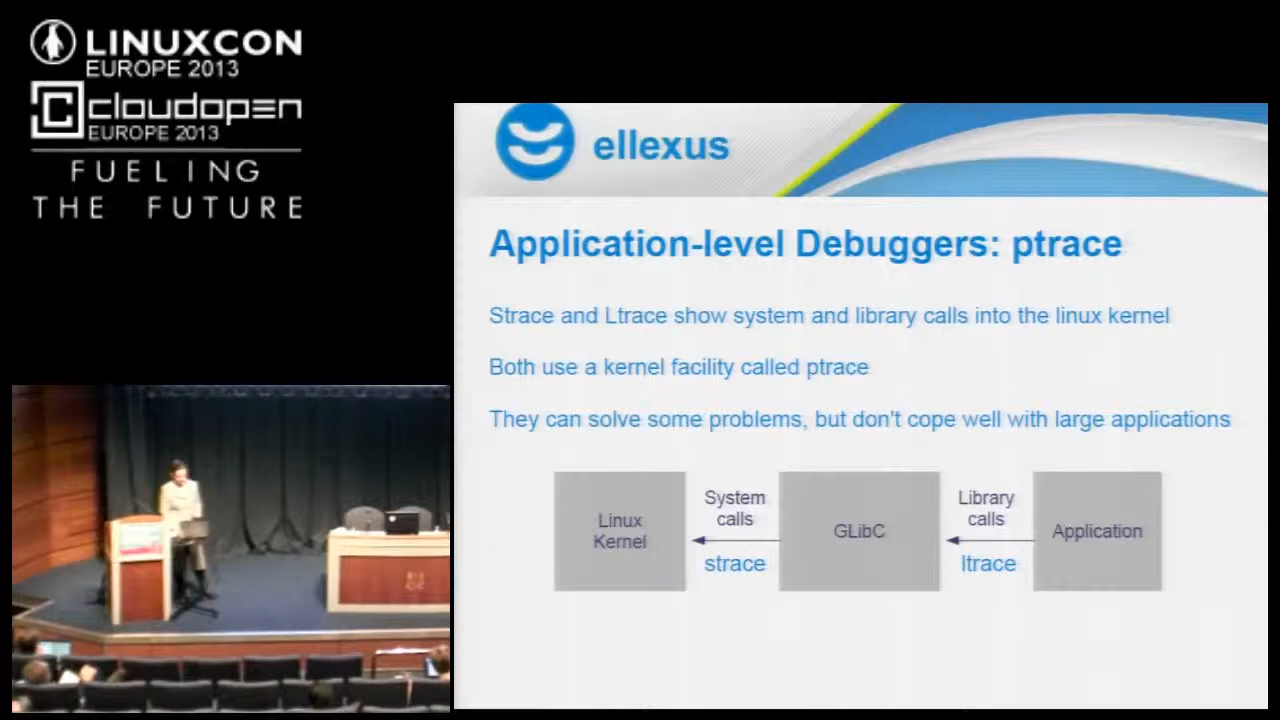 LINUXCON
EUROPE 2013
cloudopen
EUROPE 2013
FUELING
THE FUTURE
ellexus
Application-level Debuggers: ptrace
Strace and Ltrace show system and library calls into the linux kernel
Both use a kernel facility called ptrace
They can solve some problems, but don't cope well with large applications
Linux
Kernel
System
calls
strace
GLibC
Library
calls
ltrace
Application